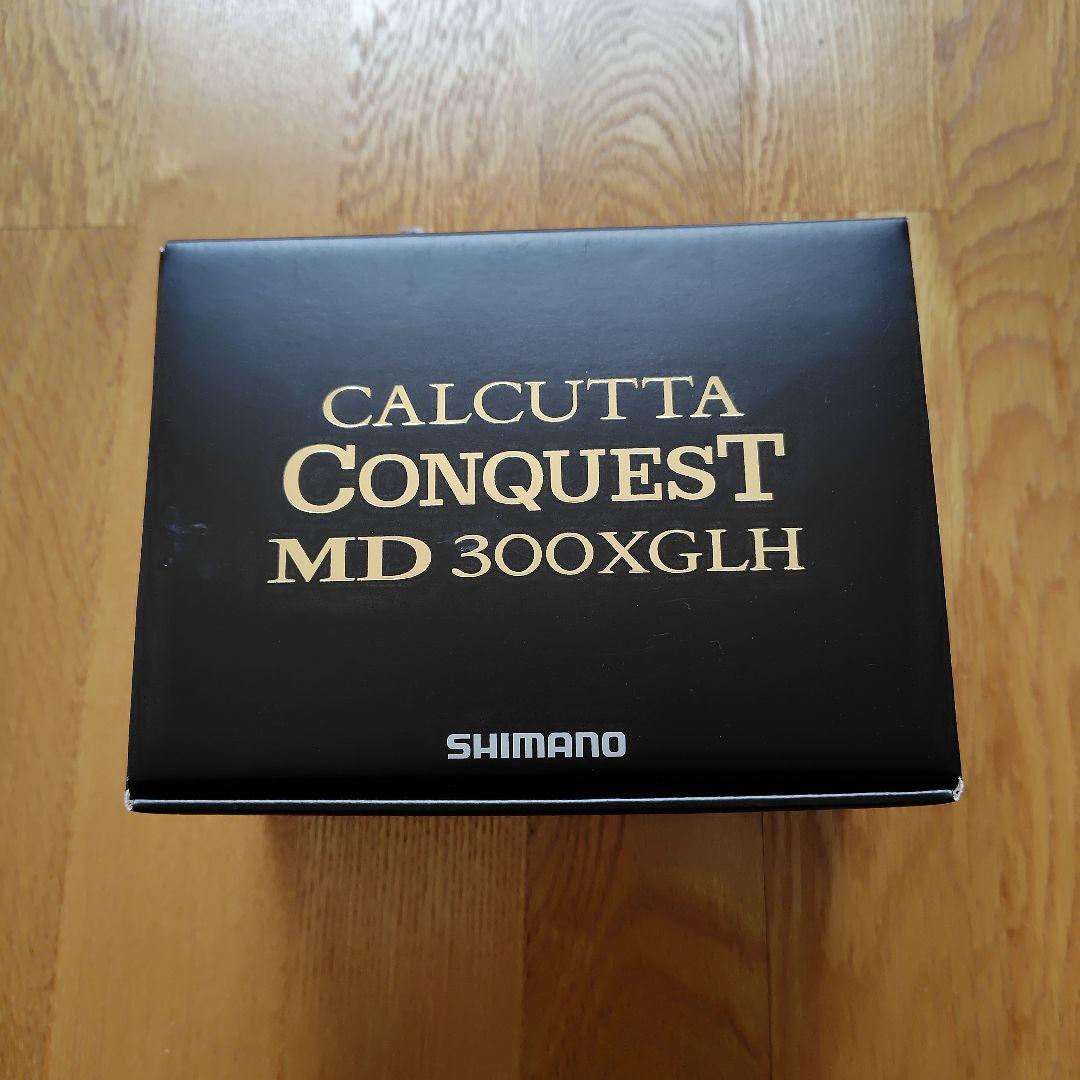 CALCUTTA
CONQUEST
MD 300XGLH
SHIMANO